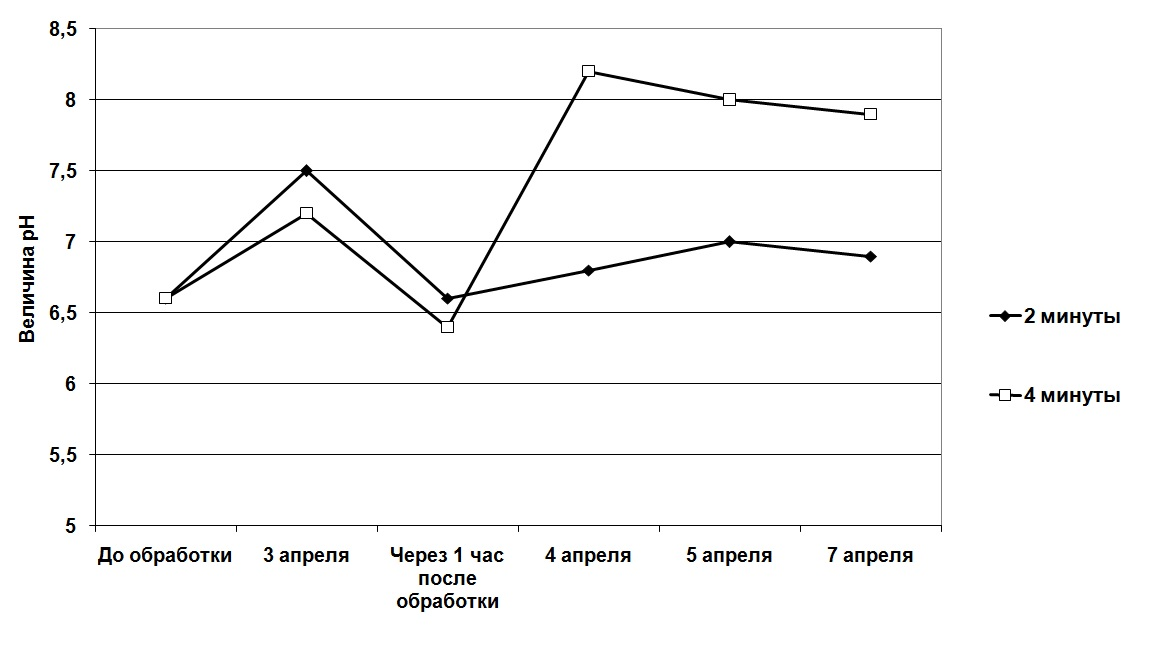 8,5
8
7,5
7
6,5
6
5,5
5
Величина pH
До обработки
3 апреля
Через 1 час
после
обработки
4 апреля
5 апреля
7 апреля
2 минуты
4 минуты